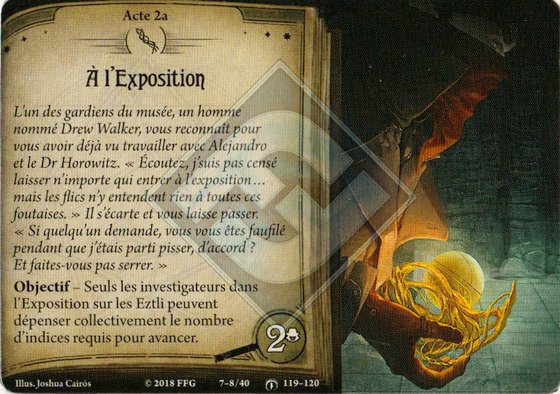 Acte 2a
À l'Exposition
L'un des gardiens du musée, un homme
nommé Drew Walker, vous reconnaît pour
vous avoir déjà vu travailler avec Alejandro
et le Dr Horowitz. « Écoutez, j'suis pas censé
laisser n'importe qui entrer à l'exposition…
mais les flics n'y entendent rien à toutes ces
foutaises. » Il s'écarte et vous laisse passer.
« Si quelqu'un demande, vous vous êtes faufilé
pendant que j'étais parti pisser, d'accord ?
Et faites-vous pas serrer. »
Objectif – Seuls les investigateurs dans
l'Exposition sur les Eztli peuvent
dépenser collectivement le nombre
d'indices requis pour avancer.
2
Illus. Joshua Cairós © 2018 FFG 7-8/40 119-120